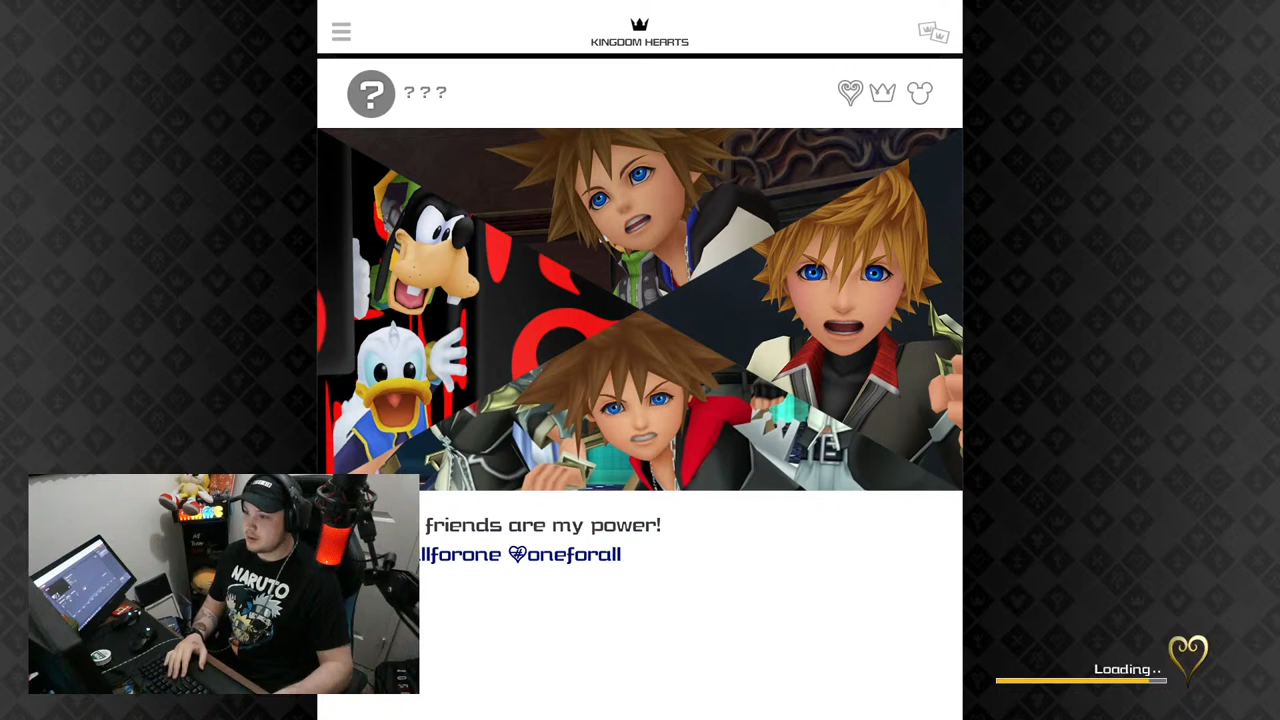 KINGDOM HEARTS
? ? ? ?
friends are my power!
llforone oneforall
NARUTO
Loading..